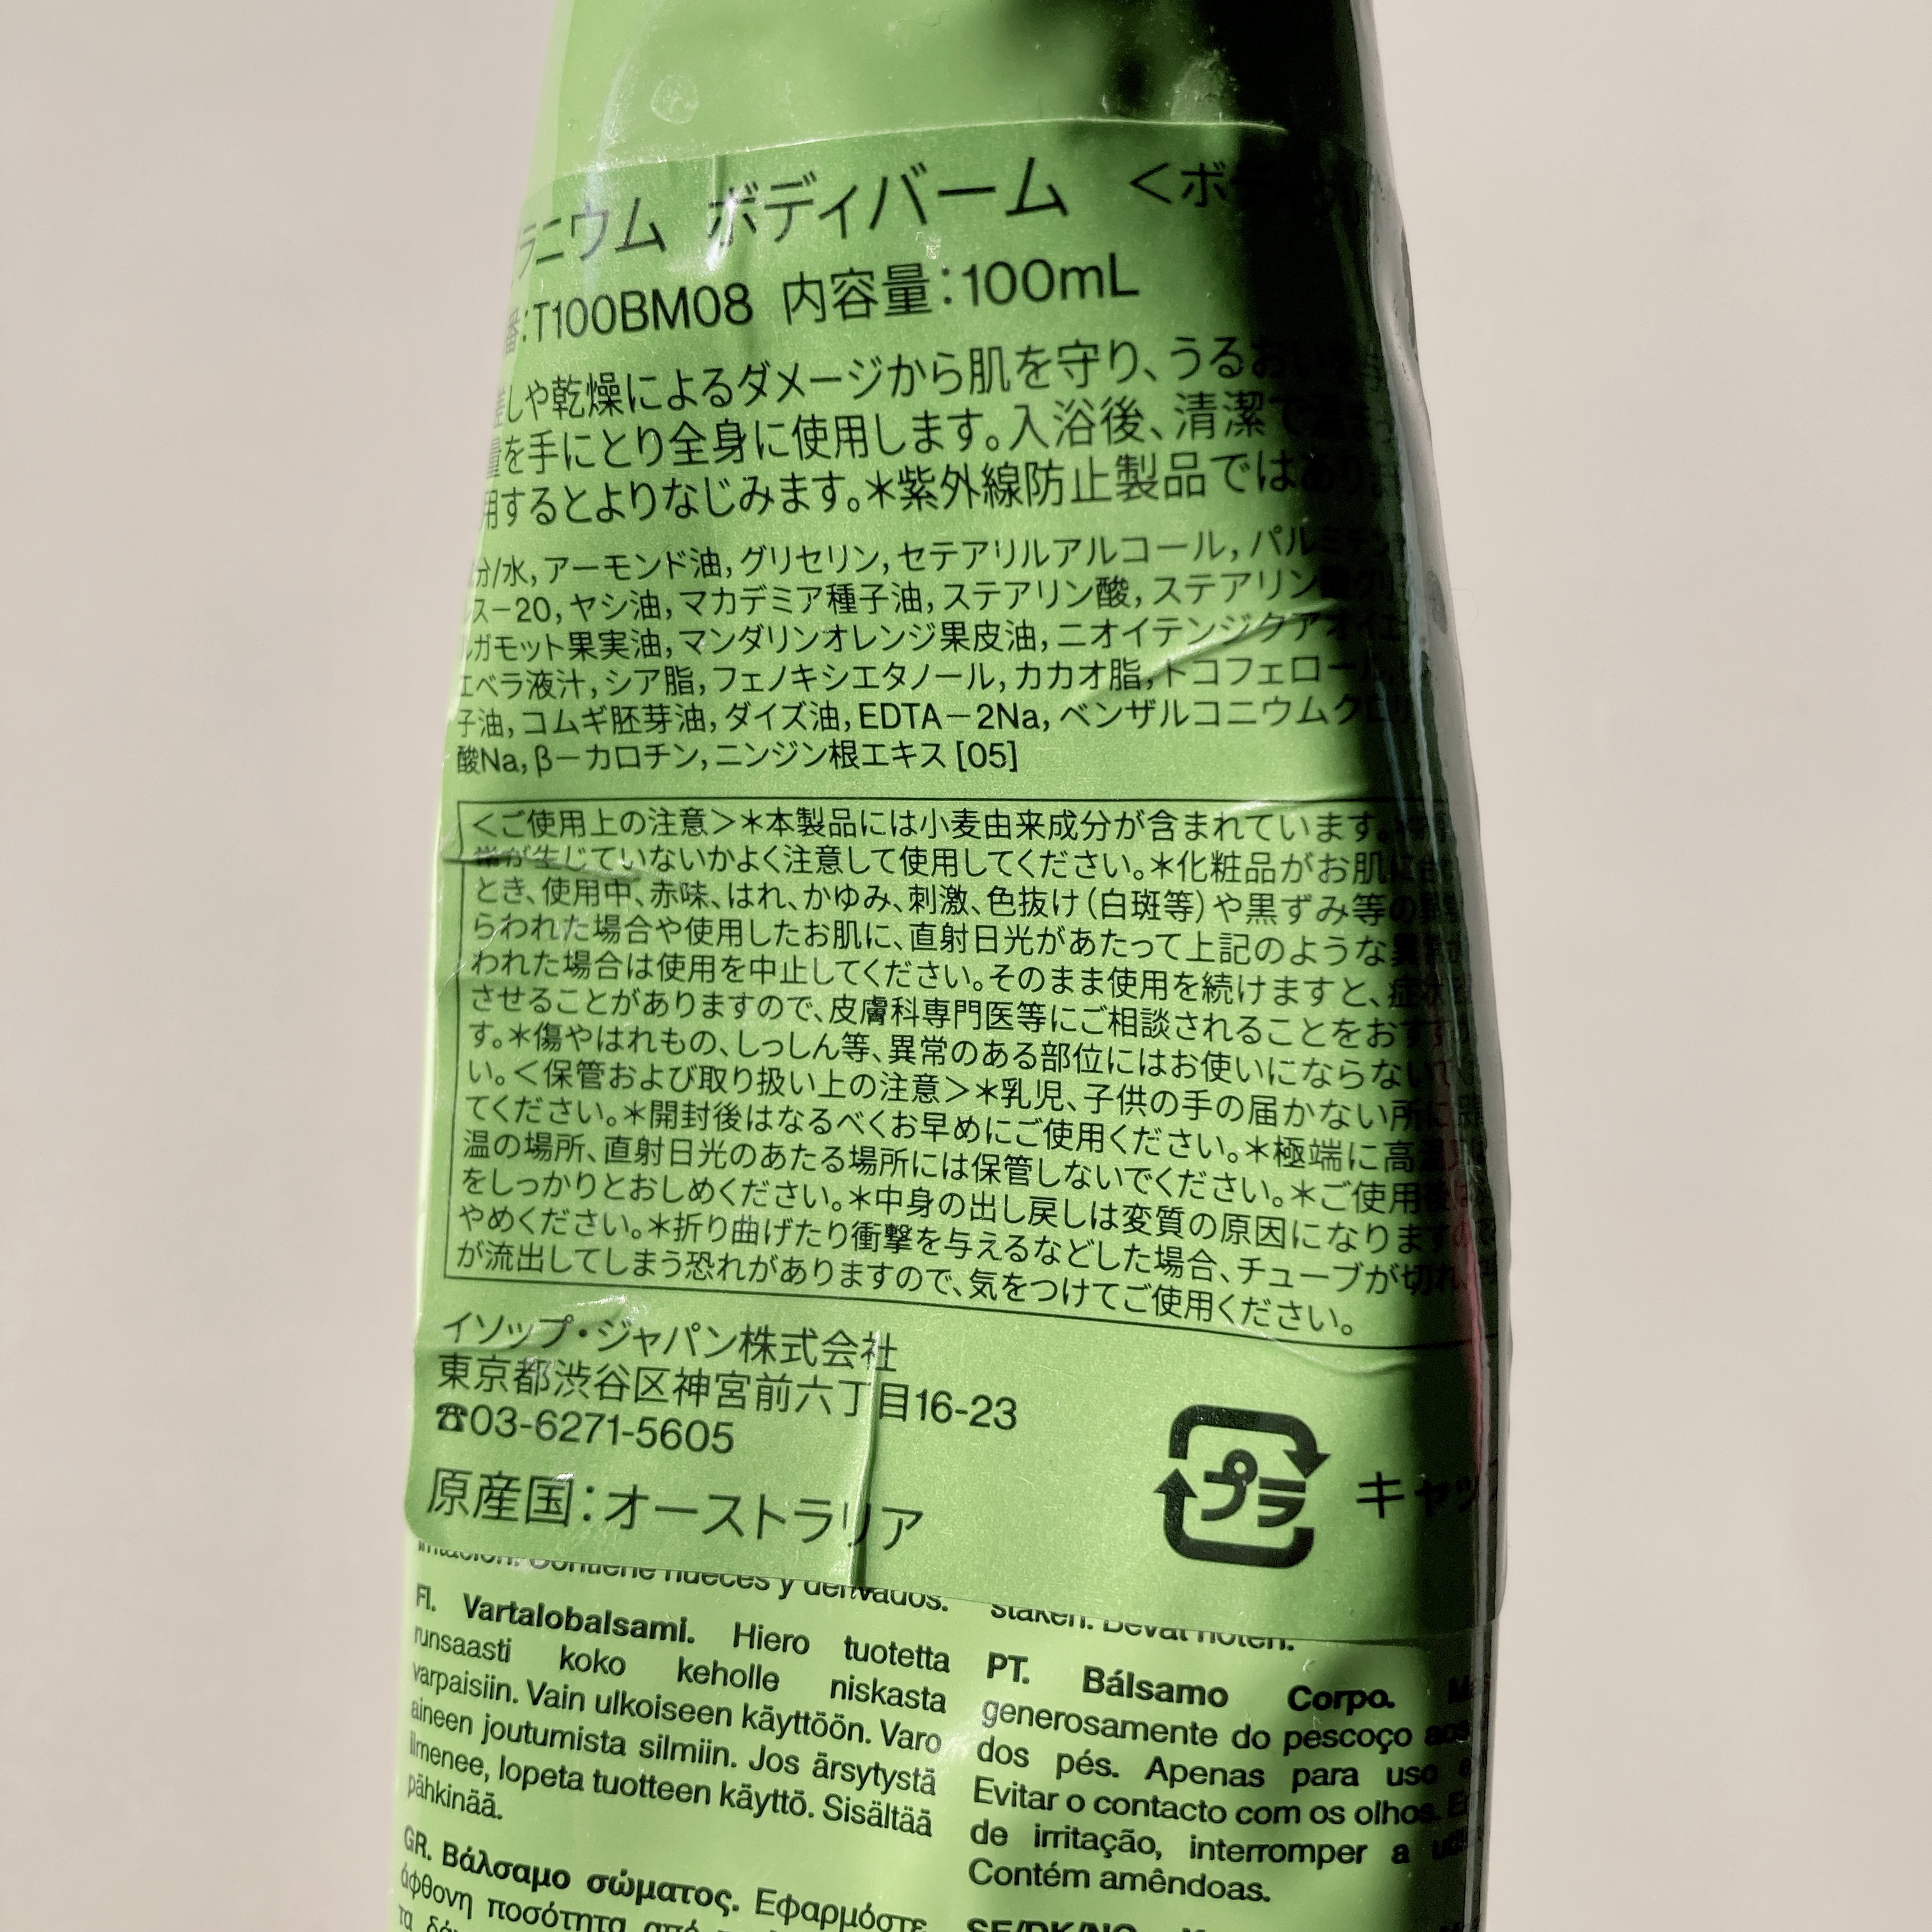 ラニウム ボディバーム <ボディ
番:T100BM08 内容量:100mL
差しや乾燥によるダメージから肌を守り、うるおいを
量を手にとり全身に使用します。入浴後、清潔で
用するとよりなじみます。*紫外線防止製品ではあり
分/水, アーモンド油, グリセリン, セテアリルアルコール, パルミチン
ス-20, ヤシ油, マカデミア種子油, ステアリン酸, ステアリン酸グリ
ルガモット果実油, マンダリンオレンジ果皮油, ニオイテンジクアオイ
エベラ液汁, シア脂, フェノキシエタノール, カカオ脂, トコフェロール,
子油, コムギ胚芽油, ダイズ油, EDTA-2Na, ベンザルコニウムクロリ
酸Na, β-カロチン, ニンジン根エキス [05]
<ご使用上の注意>*本製品には小麦由来成分が含まれています。
常が生じていないかよく注意して使用してください。*化粧品がお肌に合
とき、使用中、赤味、はれ、かゆみ、刺激、色抜け(白斑等)や黒ずみ等の異
らわれた場合や使用したお肌に、直射日光があたって上記のような異常が
われた場合は使用を中止してください。そのまま使用を続けますと、症状
させることがありますので、皮膚科専門医等にご相談されることをおすす
す。*傷やはれもの、しっしん等、異常のある部位にはお使いにならない
い。<保管および取り扱い上の注意>*乳児、子供の手の届かない所に
てください。*開封後はなるべくお早めにご使用ください。*極端に高温
温の場所、直射日光のあたる場所には保管しないでください。*ご使用後は
をしっかりとおしめください。*中身の出し戻しは変質の原因になりますの
やめください。*折り曲げたり衝撃を与えるなどした場合、チューブが切れ、
が流出してしまう恐れがありますので、気をつけてご使用ください。
イソップ・ジャパン株式会社
東京都渋谷区神宮前六丁目16-23
☎03-6271-5605
原産国:オーストラリア
プラ
キャップ
irritación. Contiene nueces y derivados.
staken. Bevat noten.
FI. Vartalobalsami. Hiero tuotetta
runsaasti koko keholle niskasta
varpaisiin. Vain ulkoiseen käyttöön. Varo
aineen joutumista silmiin. Jos ärsytystä
ilmenee, lopeta tuotteen käyttö. Sisältää
pähkinää.
GR. Βάλσαμο σώματος. Εφαρμόστε
άφθονη ποσότητα από
τα
PT. Bálsamo Corpo.
generosamente do pescoço aos
dos pés. Apenas para uso
Evitar o contacto com os olhos.
de irritação, interromper a
Contém amêndoas.
SE/DK/NO.